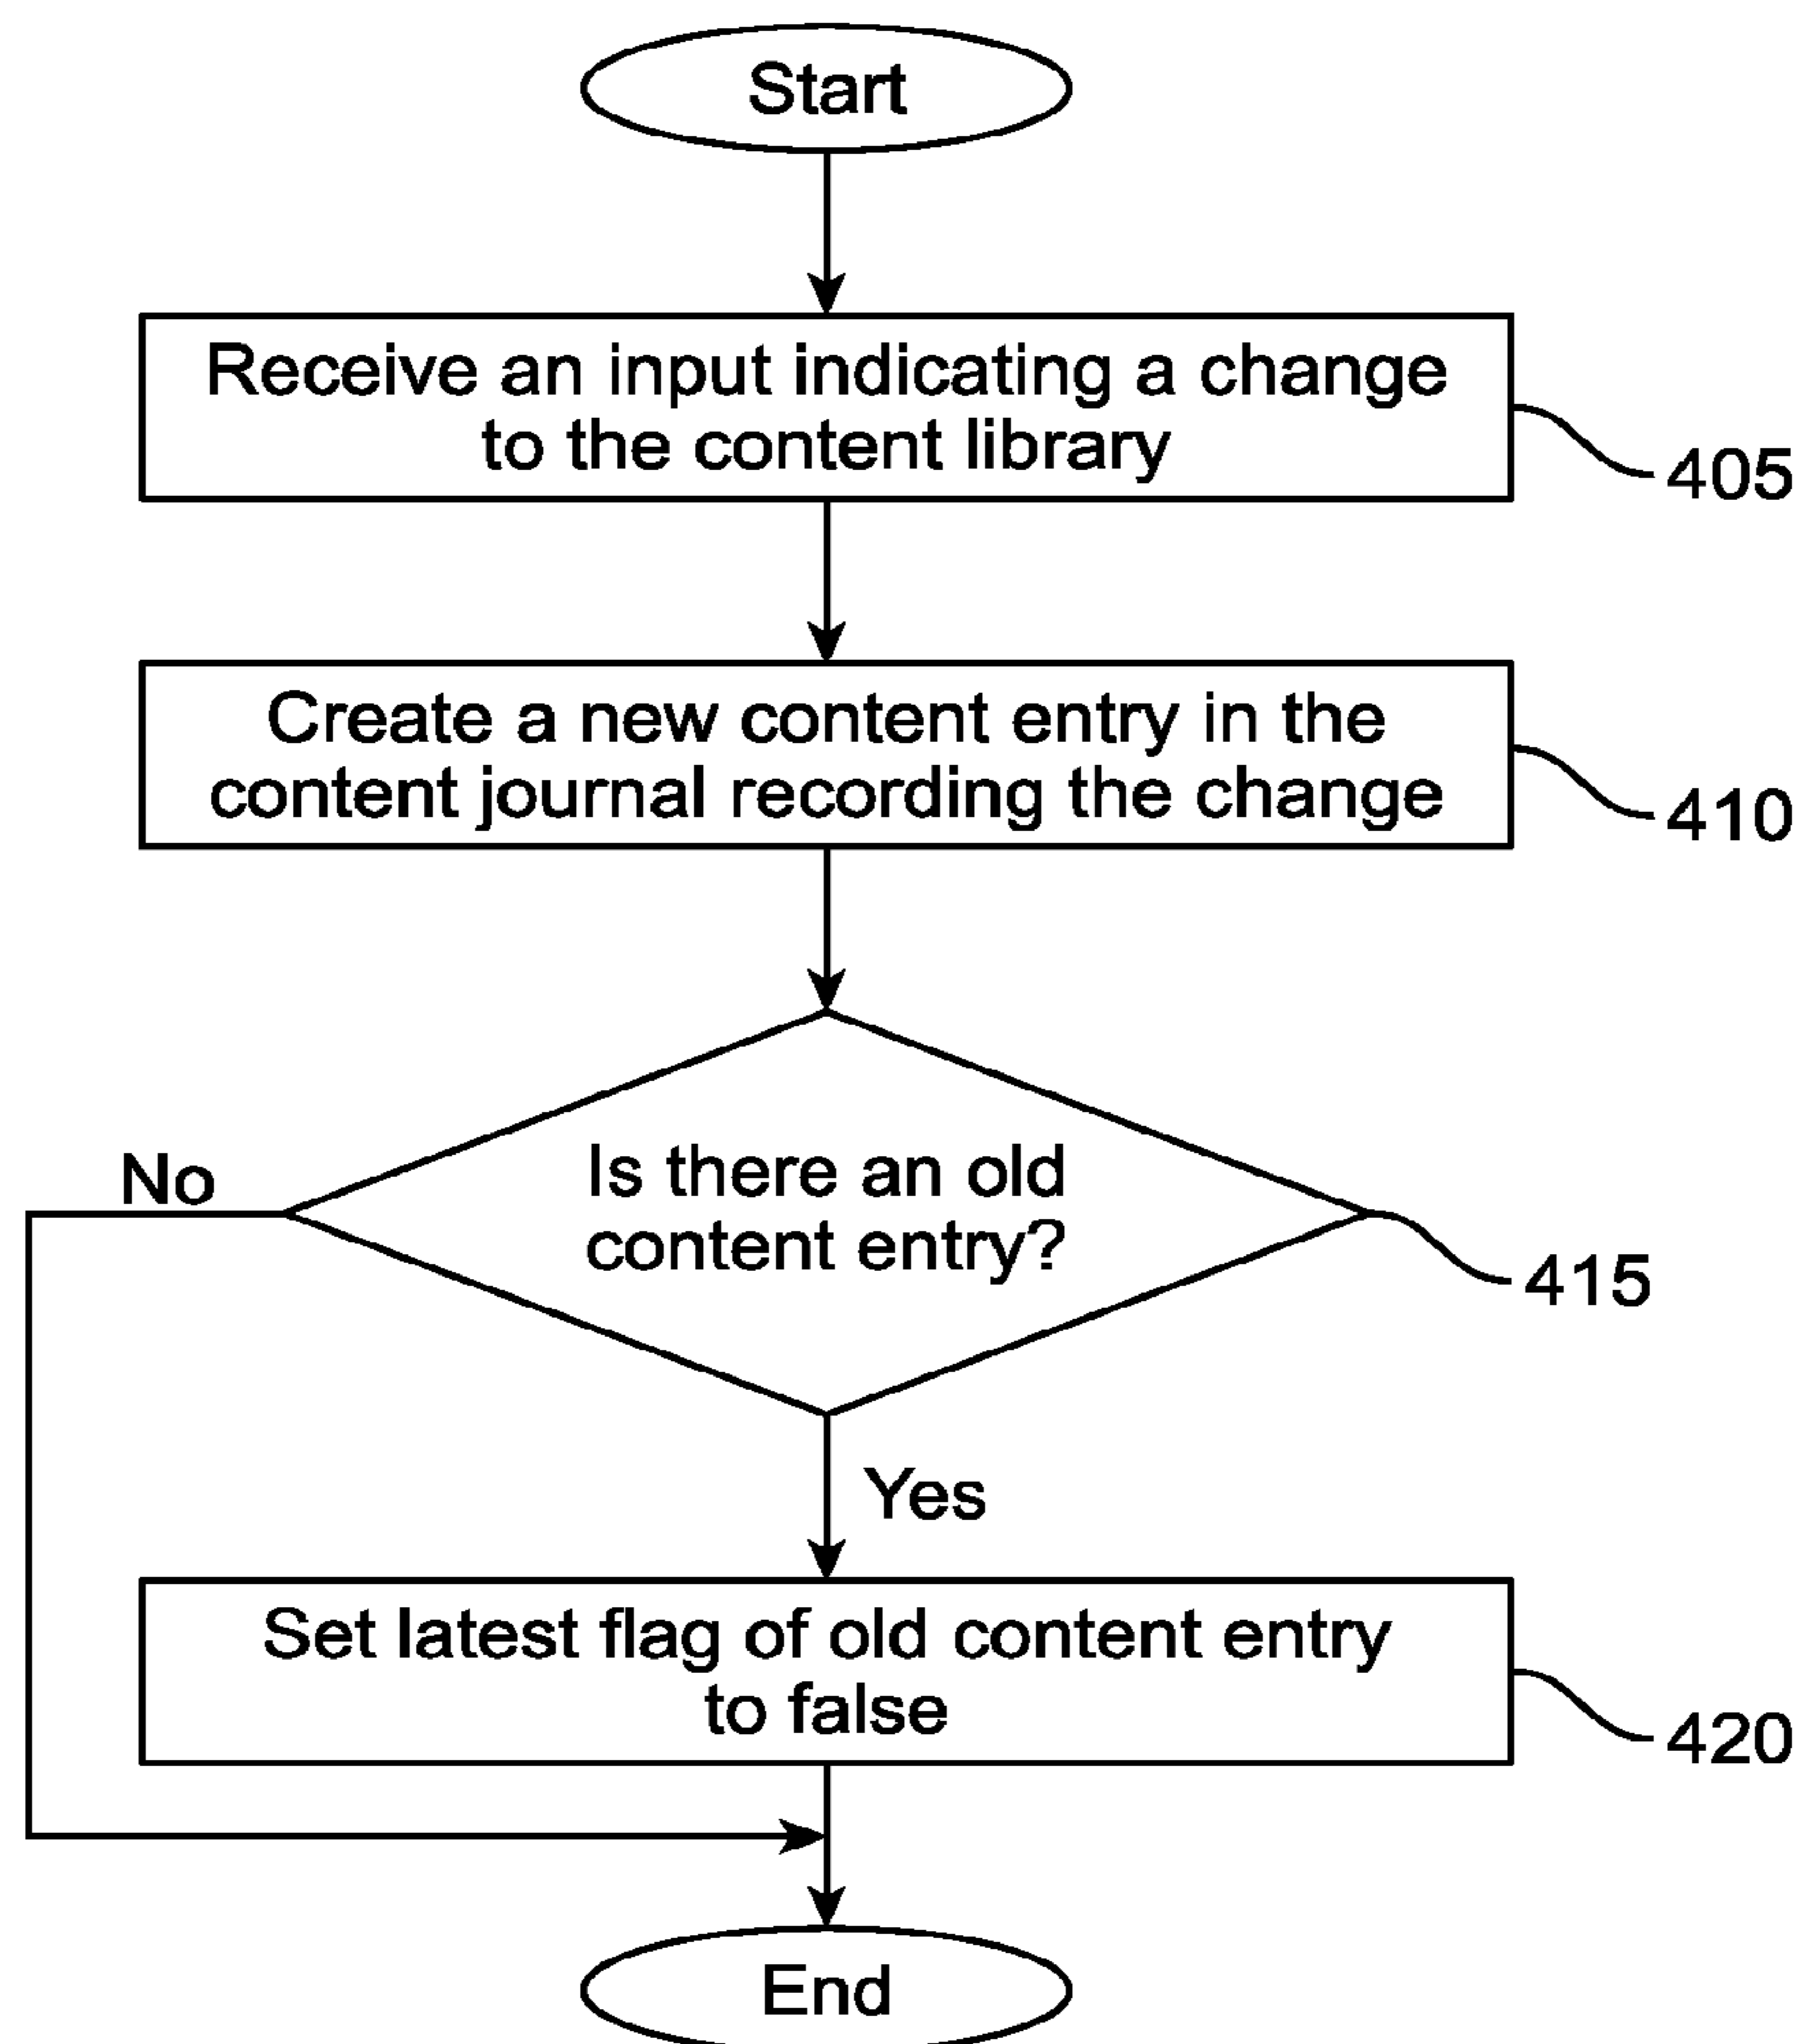 Start
Receive an input indicating a change
to the content library
405
Create a new content entry in the
content journal recording the change
410
Is there an old
content entry?
No
415
Yes
Set latest flag of old content entry
to false
420
End